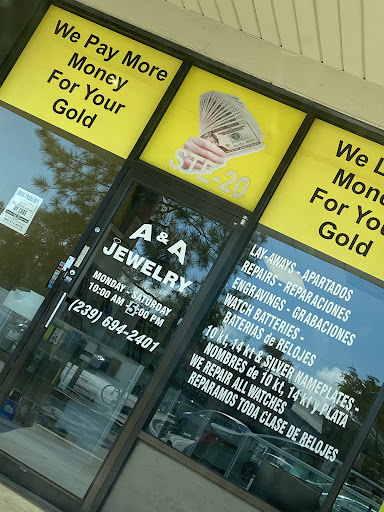 We Pay More
Money
For Your
Gold
STE-20
We L
Mone
For You
Gold
A & A
JEWELRY
MONDAY - SATURDAY
10:00 AM 5:00 PM
(239) 694-2401
LAY-AWAYS - APARTADOS
REPAIRS - REPARACIONES
ENGRAVINGS - GRABACIONES
WATCH BATTERIES -
BATERIAS de RELOJES
10 kt, 14 kt & SILVER NAMEPLATES -
NOMBRES de 10 kt, 14 kt y PLATA
WE REPAIR ALL WATCHES
REPARAMOS TODA CLASE DE RELOJES